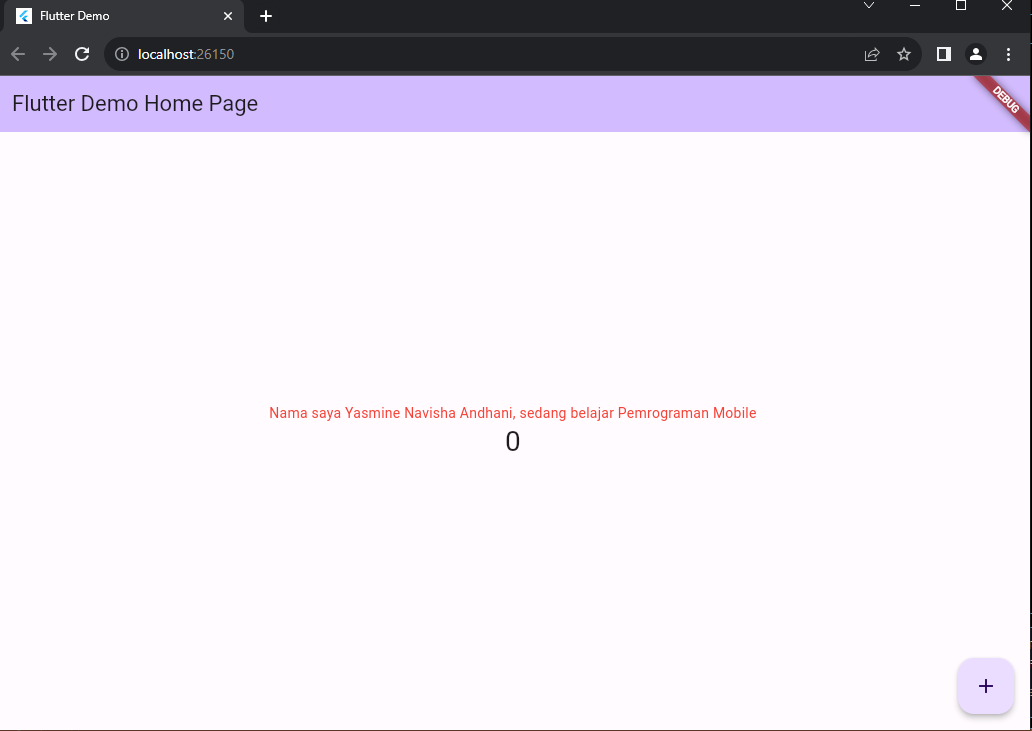 Flutter Demo
localhost:26150
Flutter Demo Home Page
DEBUG
Nama saya Yasmine Navisha Andhani, sedang belajar Pemrograman Mobile
0